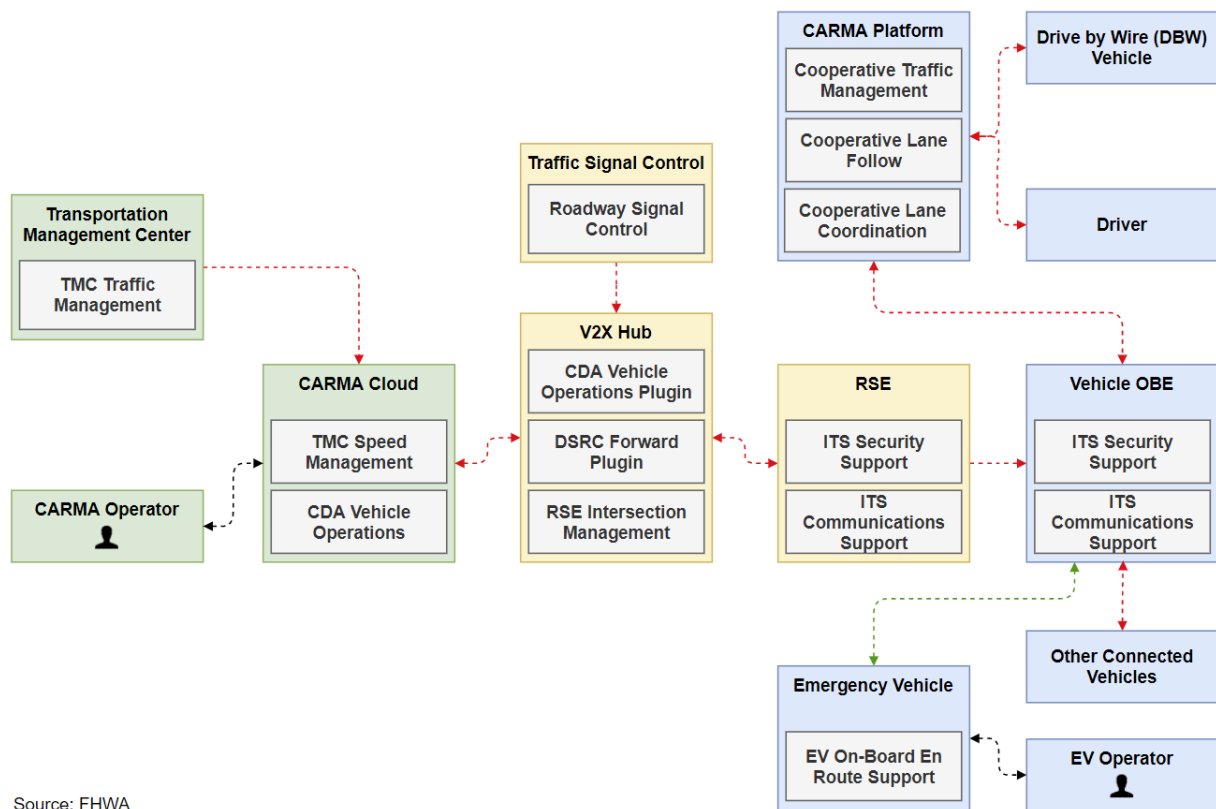 CARMA Platform
Cooperative Traffic
Management
Cooperative Lane
Follow
Cooperative Lane
Coordination
Drive by Wire (DBW)
Vehicle
Driver
Traffic Signal Control
Roadway Signal
Control
Transportation
Management Center
TMC Traffic
Management
V2X Hub
CDA Vehicle
Operations Plugin
DSRC Forward
Plugin
RSE Intersection
Management
CARMA Cloud
TMC Speed
Management
CDA Vehicle
Operations
CARMA Operator
RSE
ITS Security
Support
ITS
Communications
Support
Vehicle OBE
ITS Security
Support
ITS
Communications
Support
Other Connected
Vehicles
Emergency Vehicle
EV On-Board En
Route Support
EV Operator
Source: FHWA